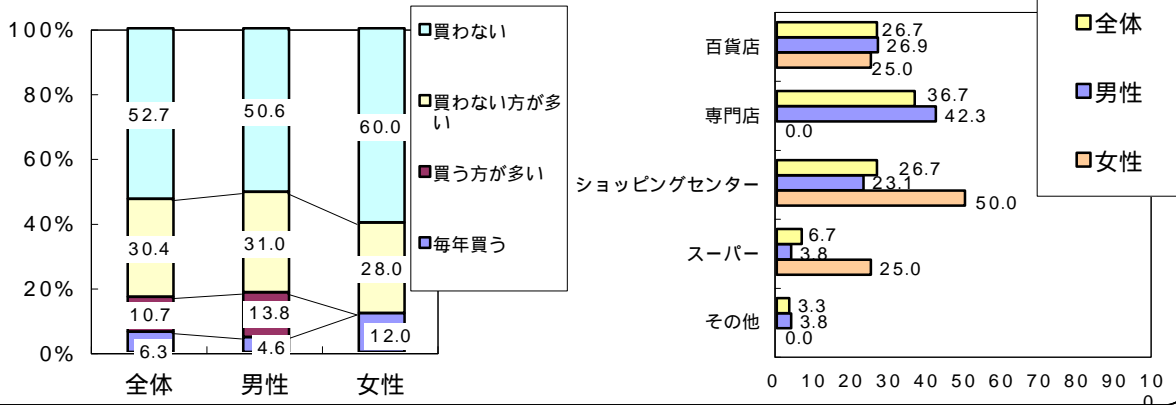 100%
80%
60%
40%
20%
0%
52.7
30.4
10.7
6.3
50.6
31.0
13.8
4.6
60.0
28.0
12.0
全体
男性
女性
買わない
買わない方が多
い
買う方が多い
毎年買う
百貨店
専門店
ショッピングセンター
スーパー
その他
26.7
26.9
25.0
36.7
42.3
0.0
26.7
23.1
50.0
6.7
3.8
25.0
3.3
3.8
0.0
0 10 20 30 40 50 60 70 80 90 10
0
全体
男性
女性